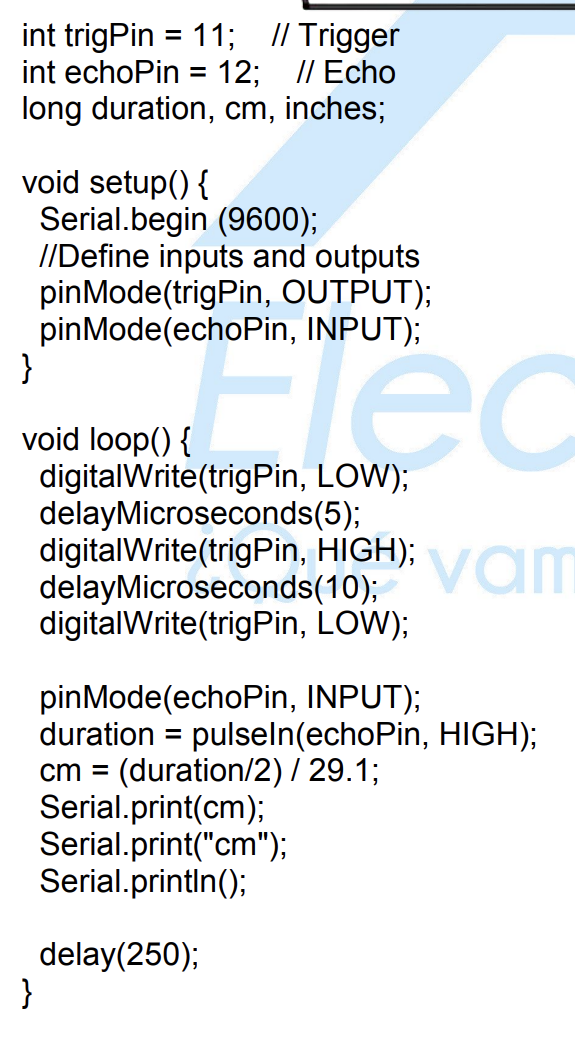 int trigPin = 11;    // Trigger
int echoPin = 12;    // Echo
long duration, cm, inches;

void setup() {
  Serial.begin (9600);
  //Define inputs and outputs
  pinMode(trigPin, OUTPUT);
  pinMode(echoPin, INPUT);
}

void loop() {
  digitalWrite(trigPin, LOW);
  delayMicroseconds(5);
  digitalWrite(trigPin, HIGH);
  delayMicroseconds(10);
  digitalWrite(trigPin, LOW);

  pinMode(echoPin, INPUT);
  duration = pulseIn(echoPin, HIGH);
  cm = (duration/2) / 29.1;
  Serial.print(cm);
  Serial.print("cm");
  Serial.println();

  delay(250);
}
Elec
¿Qué vam